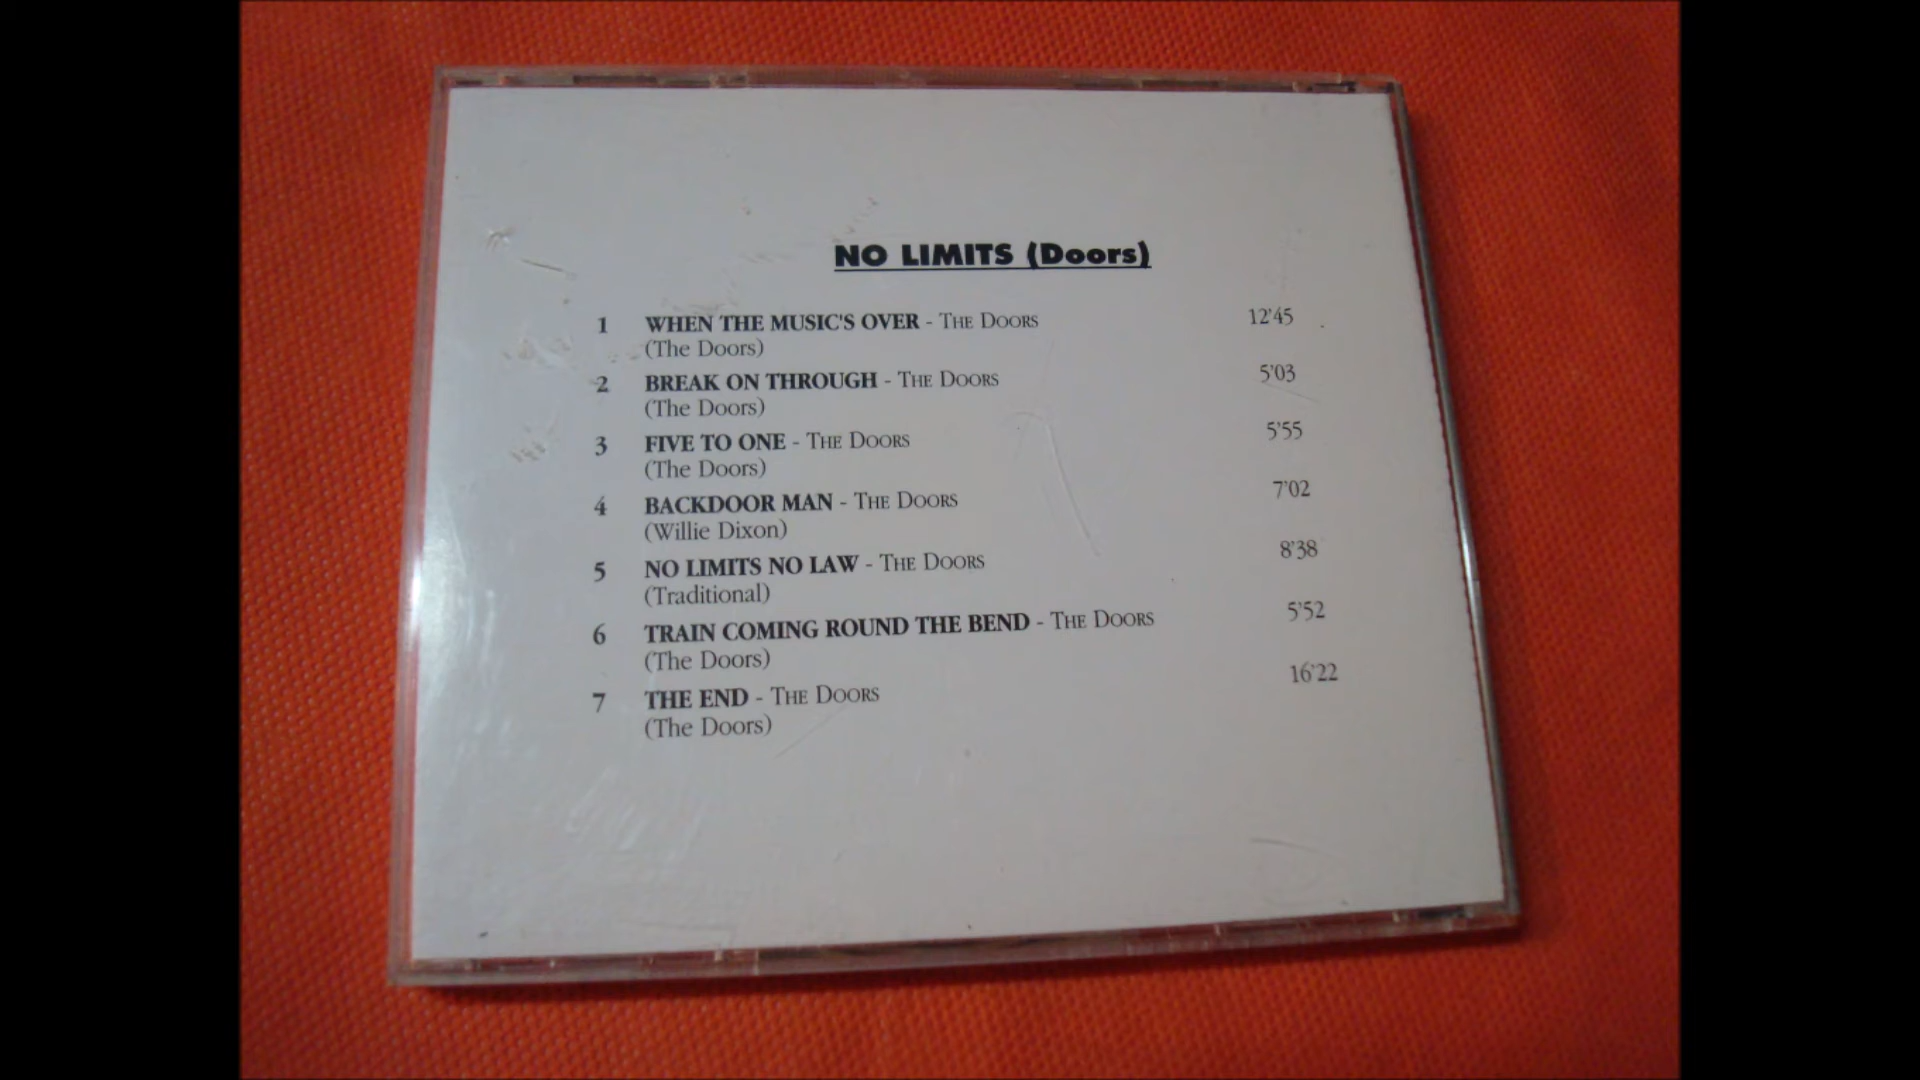 NO LIMITS (Doors)
1 WHEN THE MUSIC'S OVER - THE DOORS 12'45
(The Doors)
2 BREAK ON THROUGH - THE DOORS 5'03
(The Doors)
3 FIVE TO ONE - THE DOORS 5'55
(The Doors)
4 BACKDOOR MAN - THE DOORS 7'02
(Willie Dixon)
5 NO LIMITS NO LAW - THE DOORS 8'38
(Traditional)
6 TRAIN COMING ROUND THE BEND - THE DOORS 5'52
(The Doors)
7 THE END - THE DOORS 16'22
(The Doors)